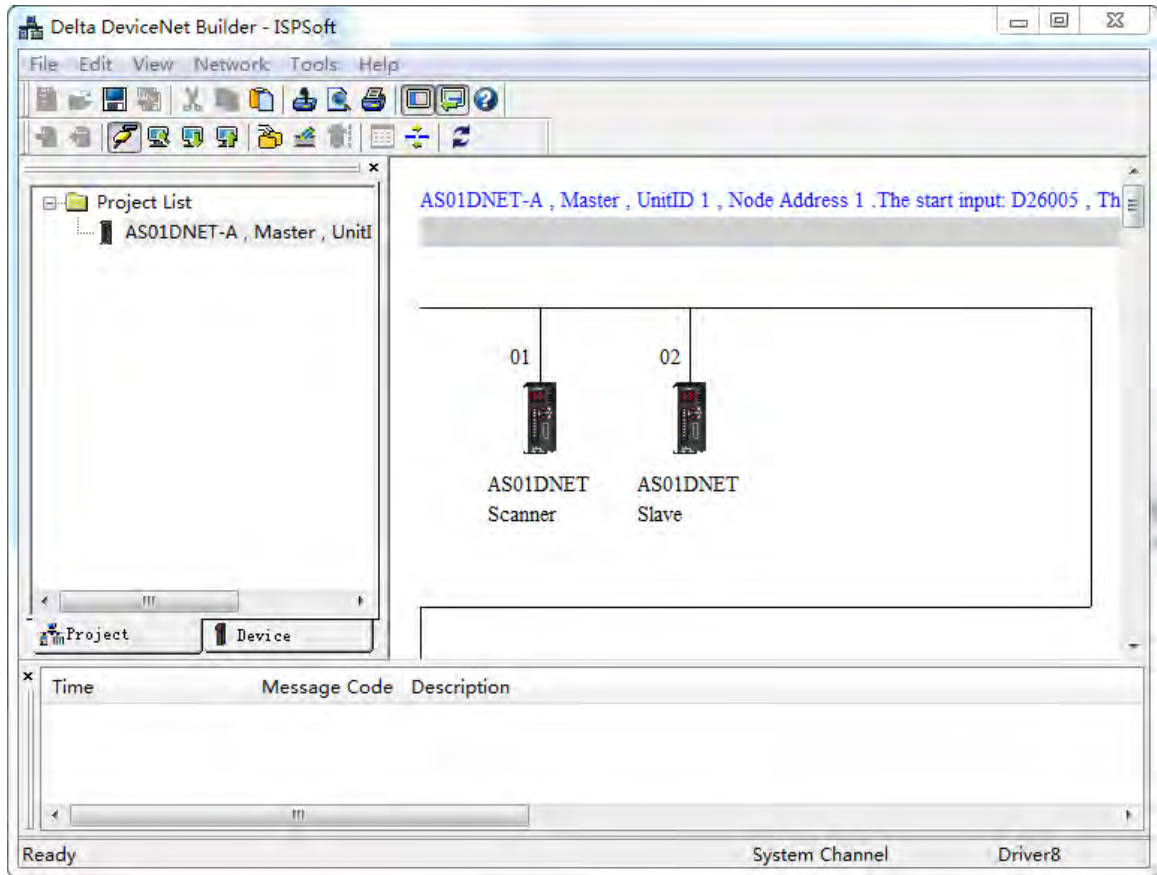 Delta DeviceNet Builder - ISPSoft
File Edit View Network Tools Help
Project List
AS01DNET-A , Master , UnitI
Project
Device
AS01DNET-A , Master , UnitID 1 , Node Address 1 .The start input: D26005 , Th
01
02
AS01DNET
Scanner
AS01DNET
Slave
Time Message Code Description
Ready System Channel Driver8